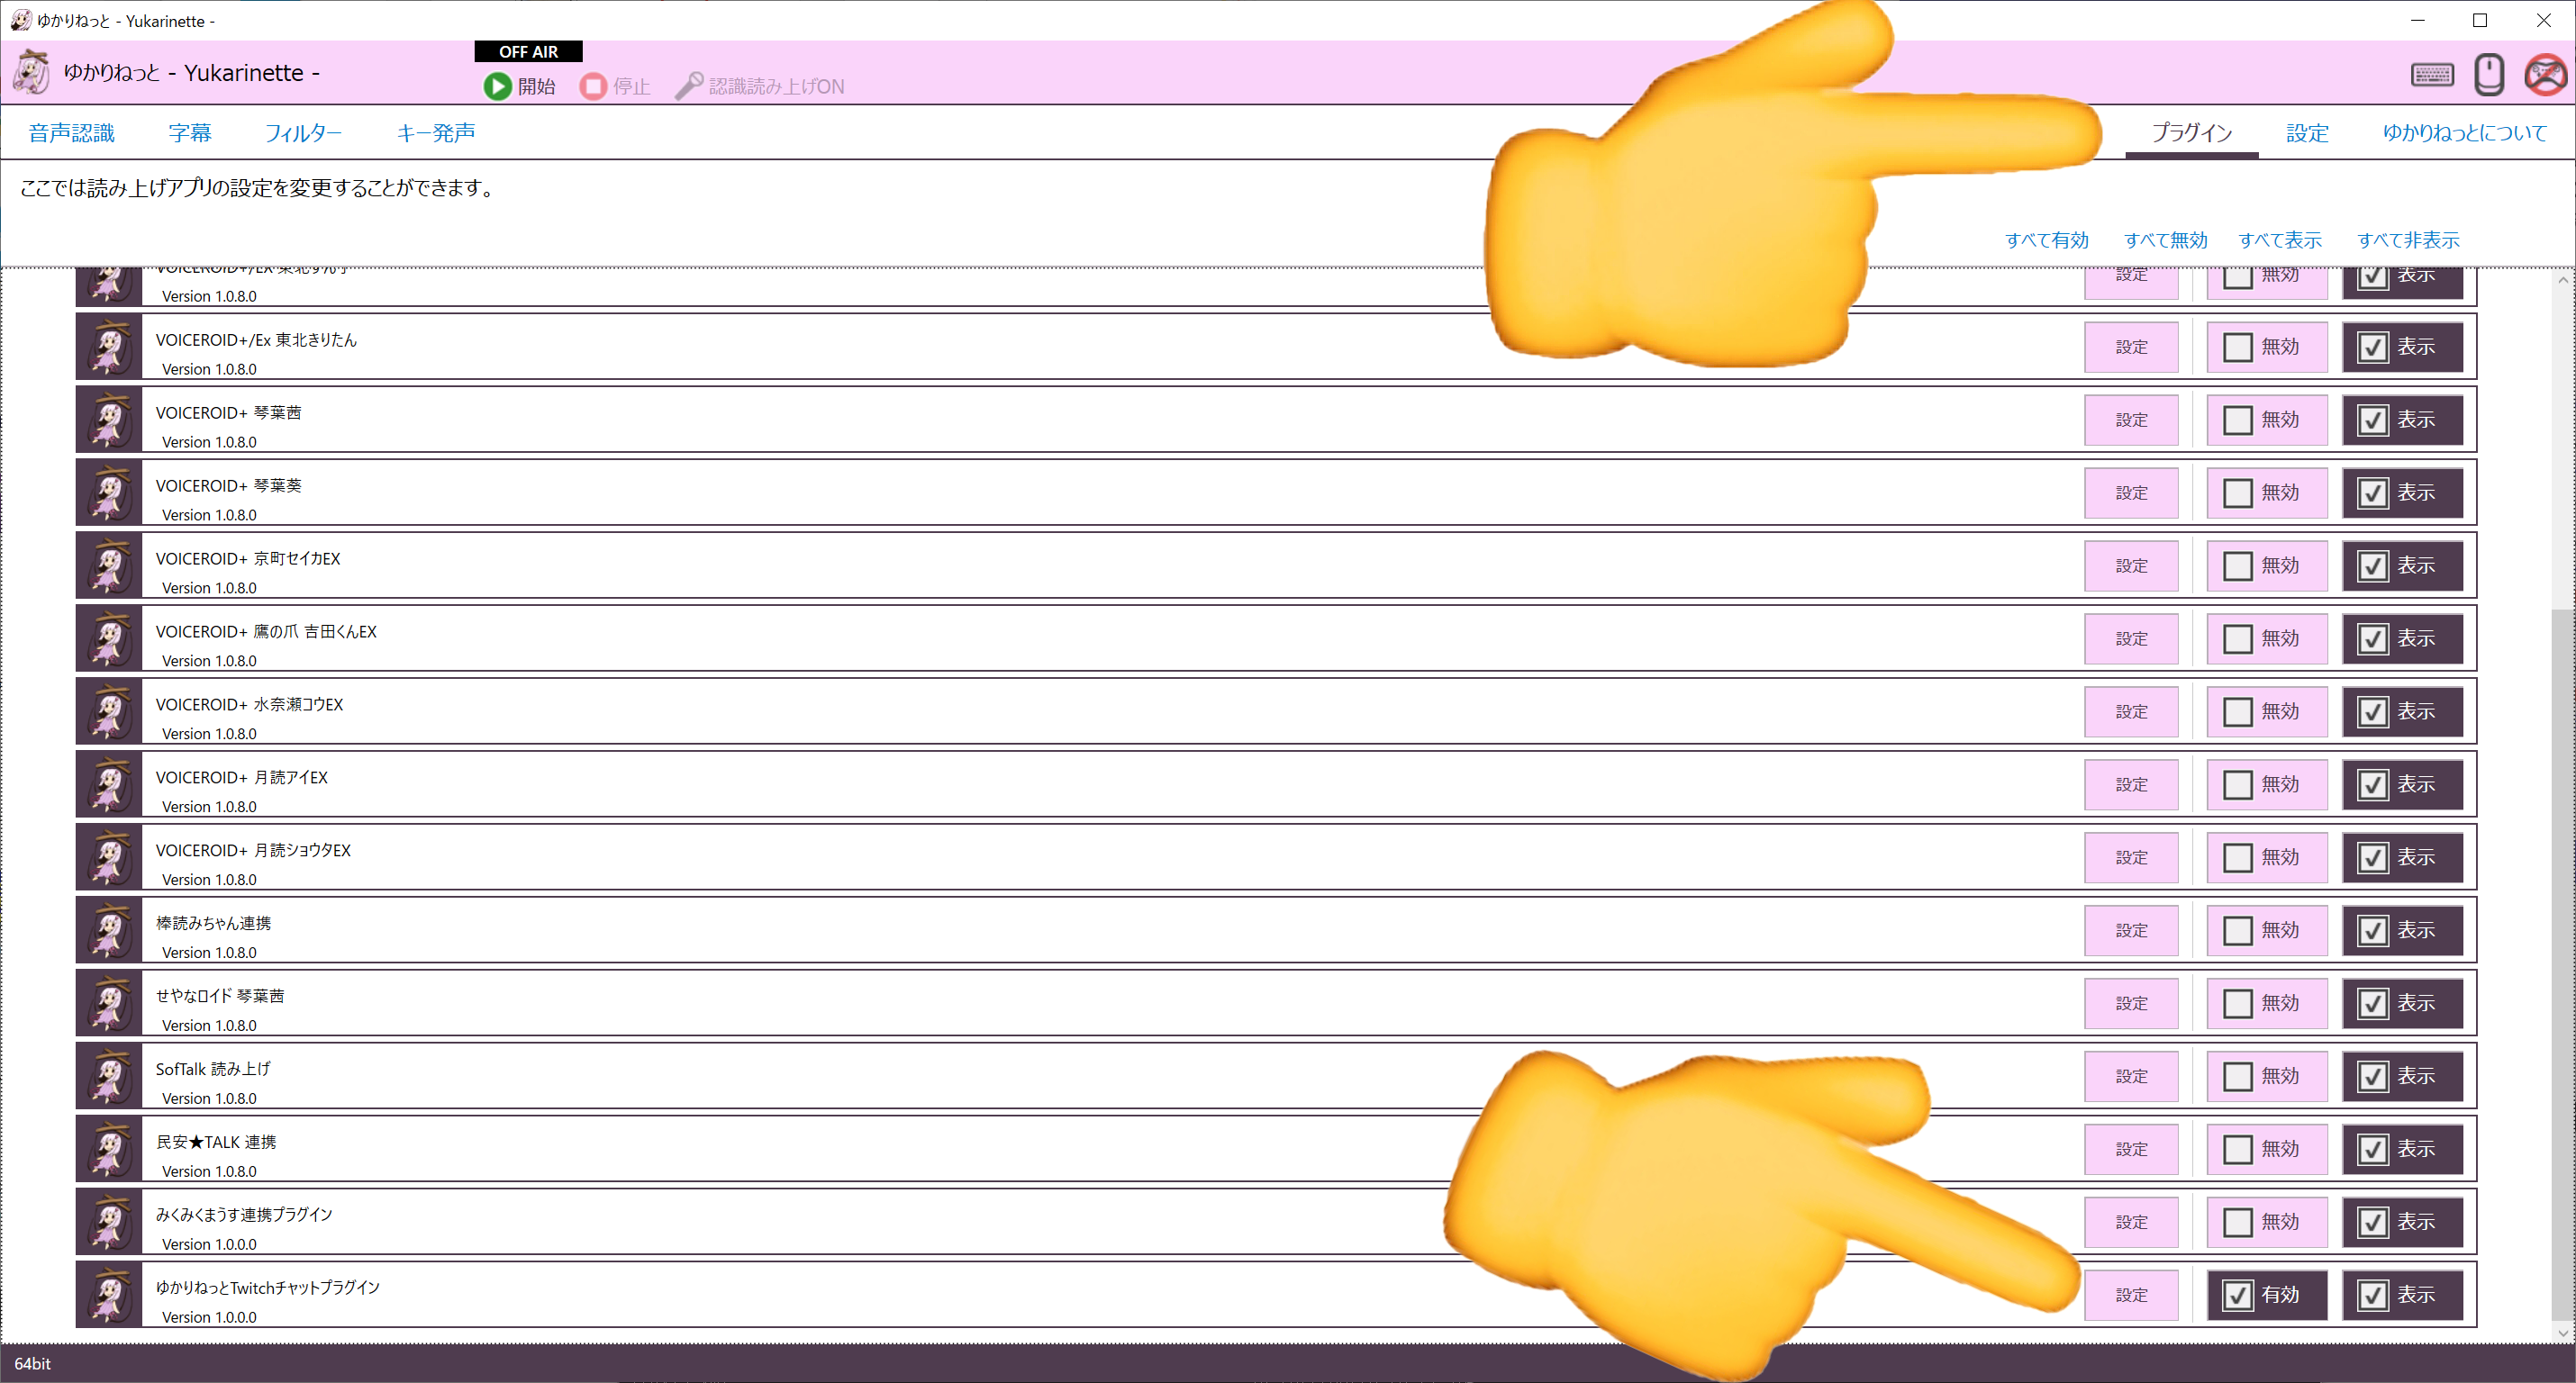 ゆかりねっと - Yukarinette -
ゆかりねっと - Yukarinette -
OFF AIR
開始 停止 認識読み上げON
音声認識 字幕 フィルター キー発声 プラグイン 設定 ゆかりねっとについて
ここでは読み上げアプリの設定を変更することができます。
すべて有効 すべて無効 すべて表示 すべて非表示
VOICEROID+/EX 東北ずん子 設定 無効 表示
Version 1.0.8.0
VOICEROID+/Ex 東北きりたん 設定 無効 表示
Version 1.0.8.0
VOICEROID+ 琴葉茜 設定 無効 表示
Version 1.0.8.0
VOICEROID+ 琴葉葵 設定 無効 表示
Version 1.0.8.0
VOICEROID+ 京町セイカEX 設定 無効 表示
Version 1.0.8.0
VOICEROID+ 鷹の爪 吉田くんEX 設定 無効 表示
Version 1.0.8.0
VOICEROID+ 水奈瀬コウEX 設定 無効 表示
Version 1.0.8.0
VOICEROID+ 月読アイEX 設定 無効 表示
Version 1.0.8.0
VOICEROID+ 月読ショウタEX 設定 無効 表示
Version 1.0.8.0
棒読みちゃん連携 設定 無効 表示
Version 1.0.8.0
せやなロイド 琴葉茜 設定 無効 表示
Version 1.0.8.0
SofTalk 読み上げ 設定 無効 表示
Version 1.0.8.0
民安★TALK 連携 設定 無効 表示
Version 1.0.8.0
みくみくまうす連携プラグイン 設定 無効 表示
Version 1.0.0.0
ゆかりねっとTwitchチャットプラグイン 設定 有効 表示
Version 1.0.0.0
64bit